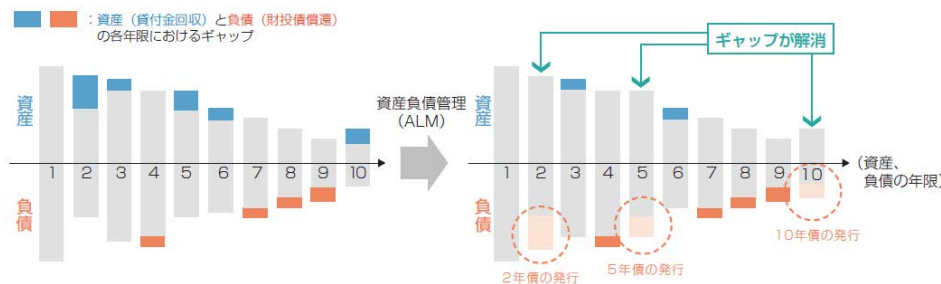 ：資産（貸付金回収）と負債（財投債償還）
の各年限におけるギャップ
資産
負債
1 2 3 4 5 6 7 8 9 10
資産負債管理
（ALM）
ギャップが解消
資産
負債
1 2 3 4 5 6 7 8 9 10
（資産、
負債の年限）
2年債の発行
5年債の発行
10年債の発行